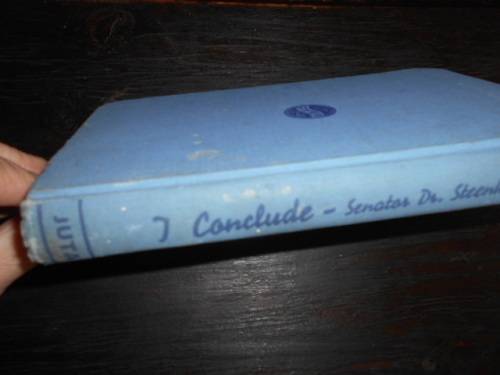 JUTA
I Conclude - Senator Dr. Steen